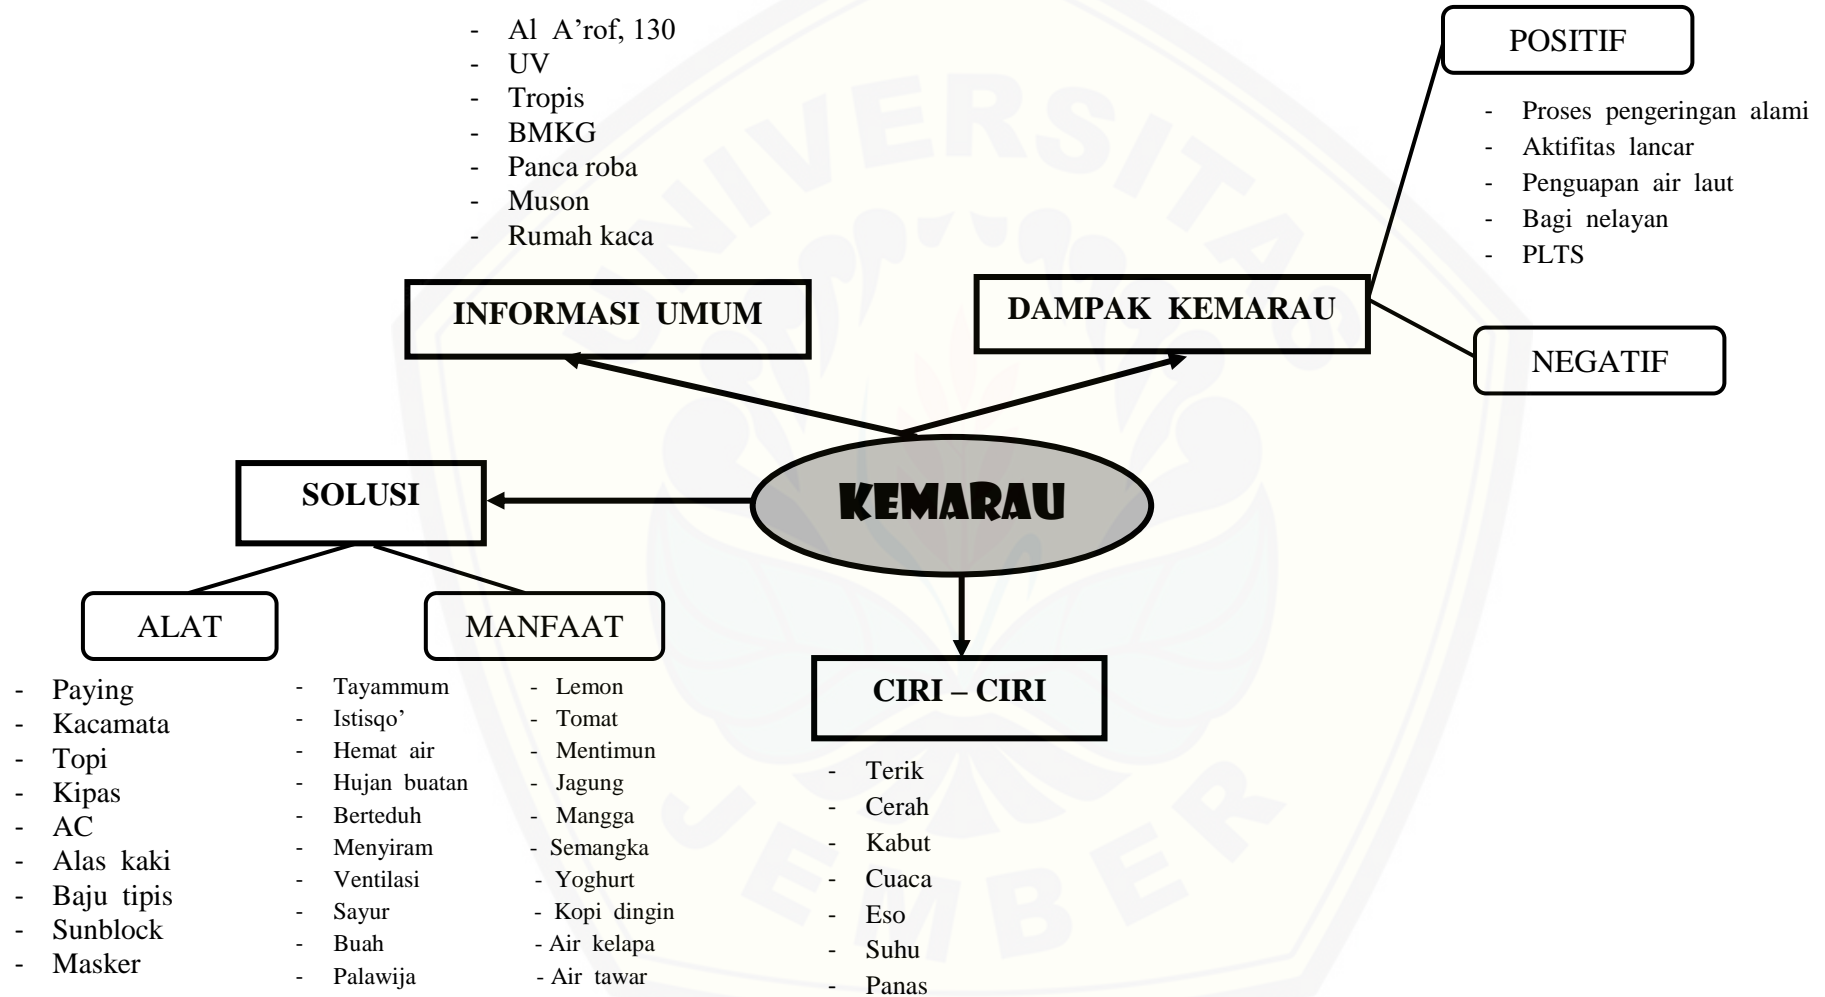 - Al A’rof, 130
- UV
- Tropis
- BMKG
- Panca roba
- Muson
- Rumah kaca
INFORMASI UMUM
DAMPAK KEMARAU
POSITIF
- Proses pengeringan alami
- Aktifitas lancar
- Penguapan air laut
- Bagi nelayan
- PLTS
NEGATIF
KEMARAU
SOLUSI
ALAT
- Paying
- Kacamata
- Topi
- Kipas
- AC
- Alas kaki
- Baju tipis
- Sunblock
- Masker
MANFAAT
- Tayammum
- Istisqo’
- Hemat air
- Hujan buatan
- Berteduh
- Menyiram
- Ventilasi
- Sayur
- Buah
- Palawija
- Lemon
- Tomat
- Mentimun
- Jagung
- Mangga
- Semangka
- Yoghurt
- Kopi dingin
- Air kelapa
- Air tawar
CIRI – CIRI
- Terik
- Cerah
- Kabut
- Cuaca
- Eso
- Suhu
- Panas
UNIVERSITAS
JEMBER